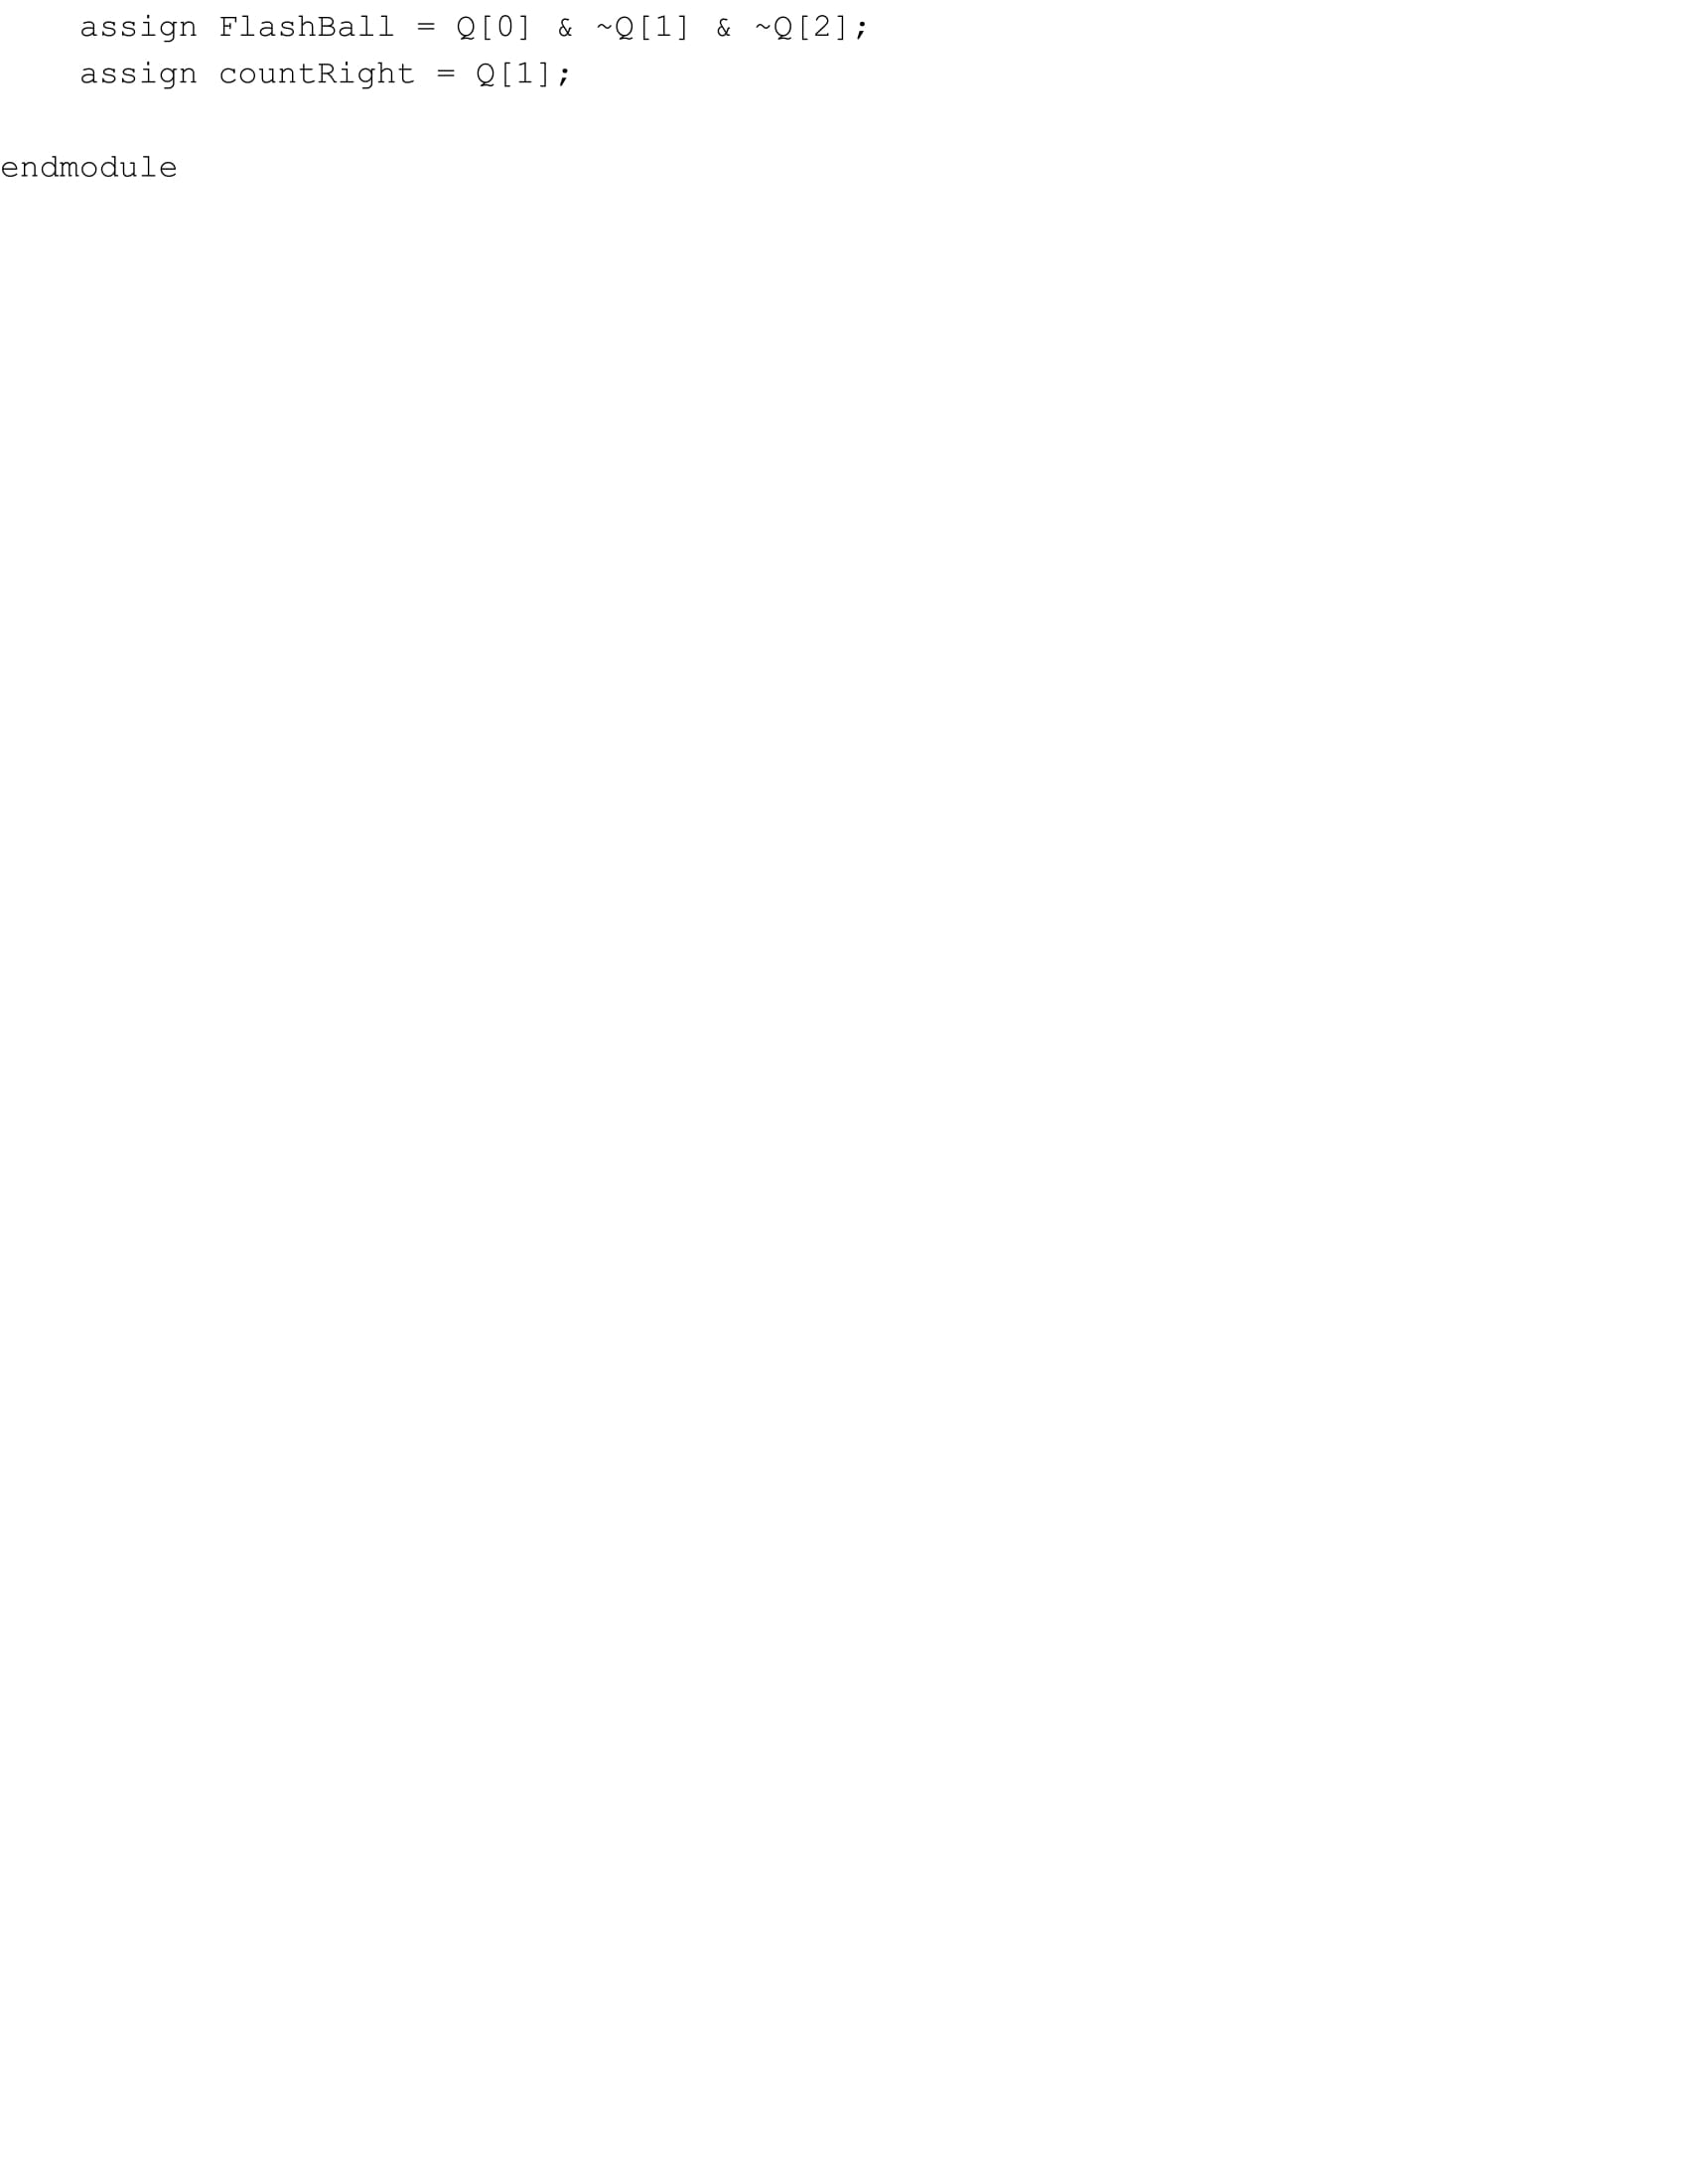 assign FlashBall = Q[0] & ~Q[1] & ~Q[2];
assign countRight = Q[1];
endmodule